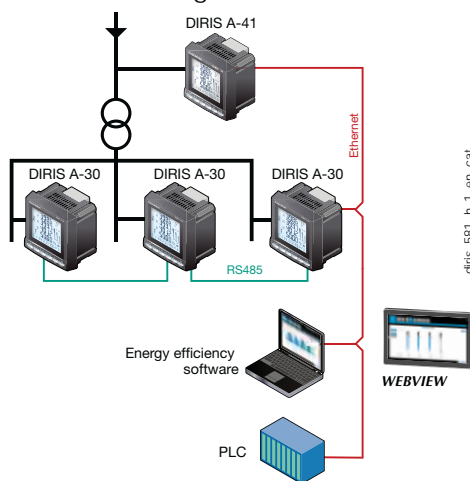 DIRIS A-41
Ethernet
DIRIS A-30
DIRIS A-30
DIRIS A-30
RS485
Energy efficiency
software
WEBVIEW
PLC